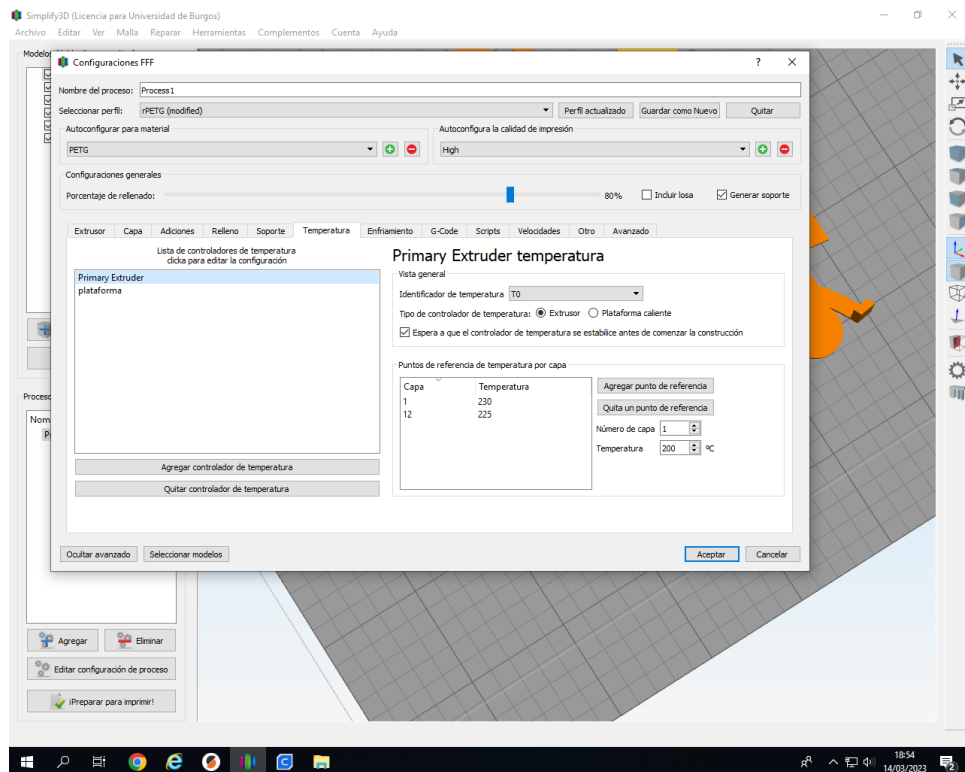 Simplify3D (Licencia para Universidad de Burgos)
Archivo Editar Ver Malla Reparar Herramientas Complementos Cuenta Ayuda
Configuraciones FFF
Nombre del proceso: Process1
Seleccionar perfil: rPETG (modified) Perfil actualizado Guardar como Nuevo Quitar
Autoconfigurar para material Autoconfigura la calidad de impresión
PETG High
Configuraciones generales
Porcentaje de rellenado: 80% Incluir losa Generar soporte
Extrusor Capa Adiciones Relleno Soporte Temperatura Enfriamiento G-Code Scripts Velocidades Otro Avanzado
Lista de controladores de temperatura
clicka para editar la configuración
Primary Extruder
plataforma
Agregar controlador de temperatura
Quitar controlador de temperatura
Primary Extruder temperatura
Vista general
Identificador de temperatura T0
Tipo de controlador de temperatura: Extrusor Plataforma caliente
Espera a que el controlador de temperatura se estabilice antes de comenzar la construcción
Puntos de referencia de temperatura por capa
Capa Temperatura
1 230
12 225
Agregar punto de referencia
Quita un punto de referencia
Número de capa 1
Temperatura 200 ºC
Ocultar avanzado Seleccionar modelos Aceptar Cancelar
Agregar Eliminar
Editar configuración de proceso
¡Preparar para imprimir!
18:54
14/03/2023
2